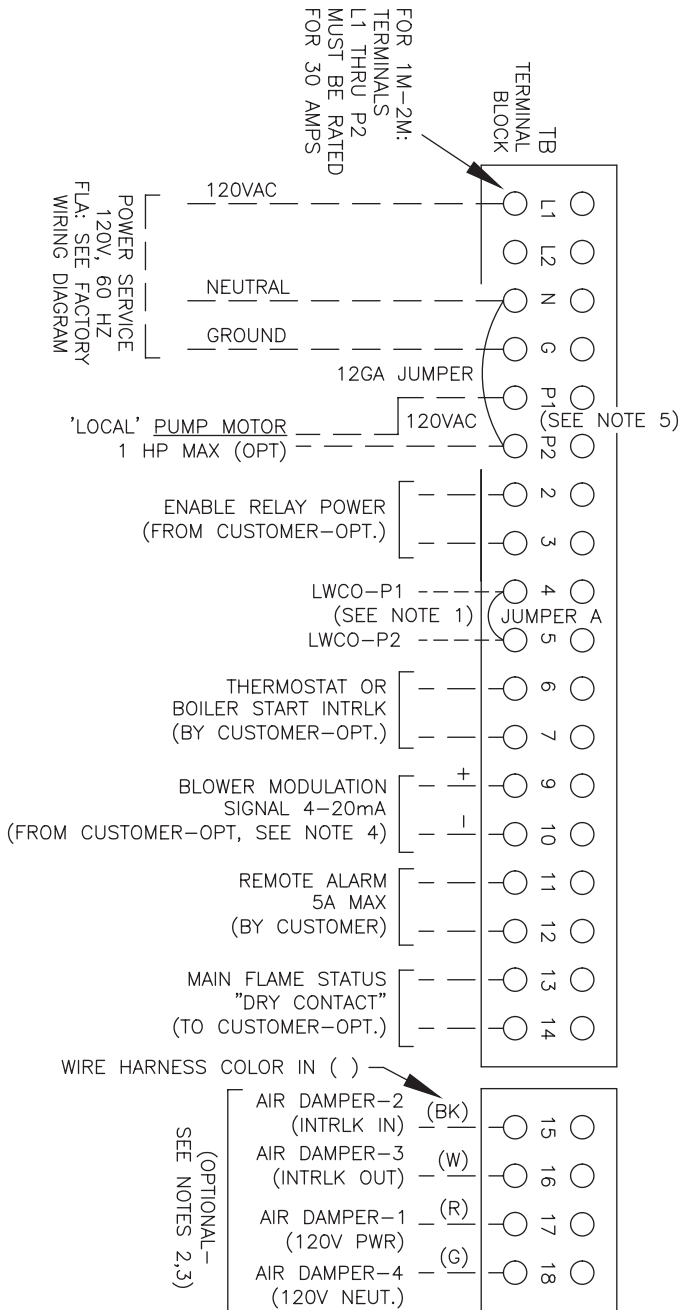 FOR 1M-2M:
TERMINALS
L1 THRU P2
MUST BE RATED
FOR 30 AMPS
TB
TERMINAL
BLOCK
120VAC
L1
L2
POWER SERVICE
120V, 60 HZ
FLA: SEE FACTORY
WIRING DIAGRAM
NEUTRAL
N
GROUND
G
12GA JUMPER
P1
120VAC
(SEE NOTE 5)
'LOCAL' PUMP MOTOR
1 HP MAX (OPT)
P2
ENABLE RELAY POWER
(FROM CUSTOMER-OPT.)
2
3
LWCO-P1
4
(SEE NOTE 1)
JUMPER A
LWCO-P2
5
THERMOSTAT OR
BOILER START INTRLK
(BY CUSTOMER-OPT.)
6
7
BLOWER MODULATION
SIGNAL 4-20mA
(FROM CUSTOMER-OPT, SEE NOTE 4)
+
9
-
10
REMOTE ALARM
5A MAX
(BY CUSTOMER)
11
12
MAIN FLAME STATUS
"DRY CONTACT"
(TO CUSTOMER-OPT.)
13
14
WIRE HARNESS COLOR IN ( )
(OPTIONAL-
SEE NOTES 2,3)
AIR DAMPER-2
(INTRLK IN)
(BK)
15
AIR DAMPER-3
(INTRLK OUT)
(W)
16
AIR DAMPER-1
(120V PWR)
(R)
17
AIR DAMPER-4
(120V NEUT.)
(G)
18